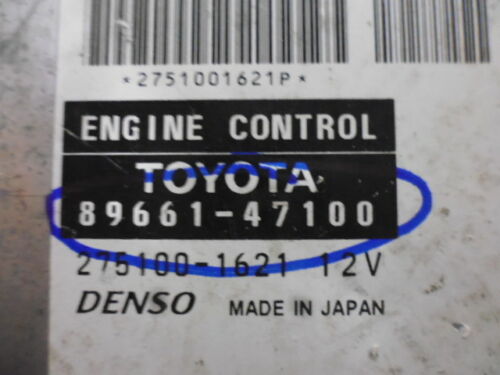 *2751001621P*
ENGINE CONTROL
TOYOTA
89661-47100
275100-1621 12V
DENSO MADE IN JAPAN